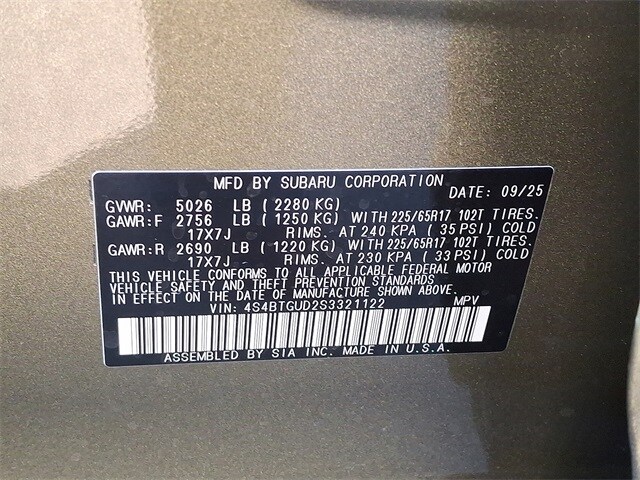 MFD BY SUBARU CORPORATION
DATE: 09/25
GVWR: 5026 LB (2280 KG)
GAWR:F 2756 LB (1250 KG) WITH 225/65R17 102T TIRES.
17X7J RIMS. AT 240 KPA (35 PSI) COLD
GAWR:R 2690 LB (1220 KG) WITH 225/65R17 102T TIRES.
17X7J RIMS. AT 230 KPA (33 PSI) COLD
THIS VEHICLE CONFORMS TO ALL APPLICABLE FEDERAL MOTOR
VEHICLE SAFETY AND THEFT PREVENTION STANDARDS
IN EFFECT ON THE DATE OF MANUFACTURE SHOWN ABOVE.
VIN: 4S4BTGUD2S3321122 MPV
ASSEMBLED BY SIA INC. MADE IN U.S.A.